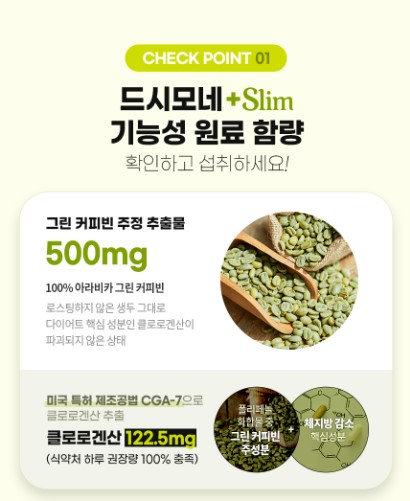 CHECK POINT 01
드시모네+Slim
기능성 원료 함량
확인하고 섭취하세요!
그린 커피빈 주정 추출물
500mg
100% 아라비카 그린 커피빈
로스팅하지 않은 생두 그대로
다이어트 핵심 성분인 클로로겐산이
파괴되지 않은 상태
미국 특허 제조공법 CGA-7으로
클로로겐산 추출
클로로겐산 122.5mg
(식약처 하루 권장량 100% 충족)
폴리페놀
화합물 중
그린 커피빈
주성분
+
체지방 감소
핵심성분